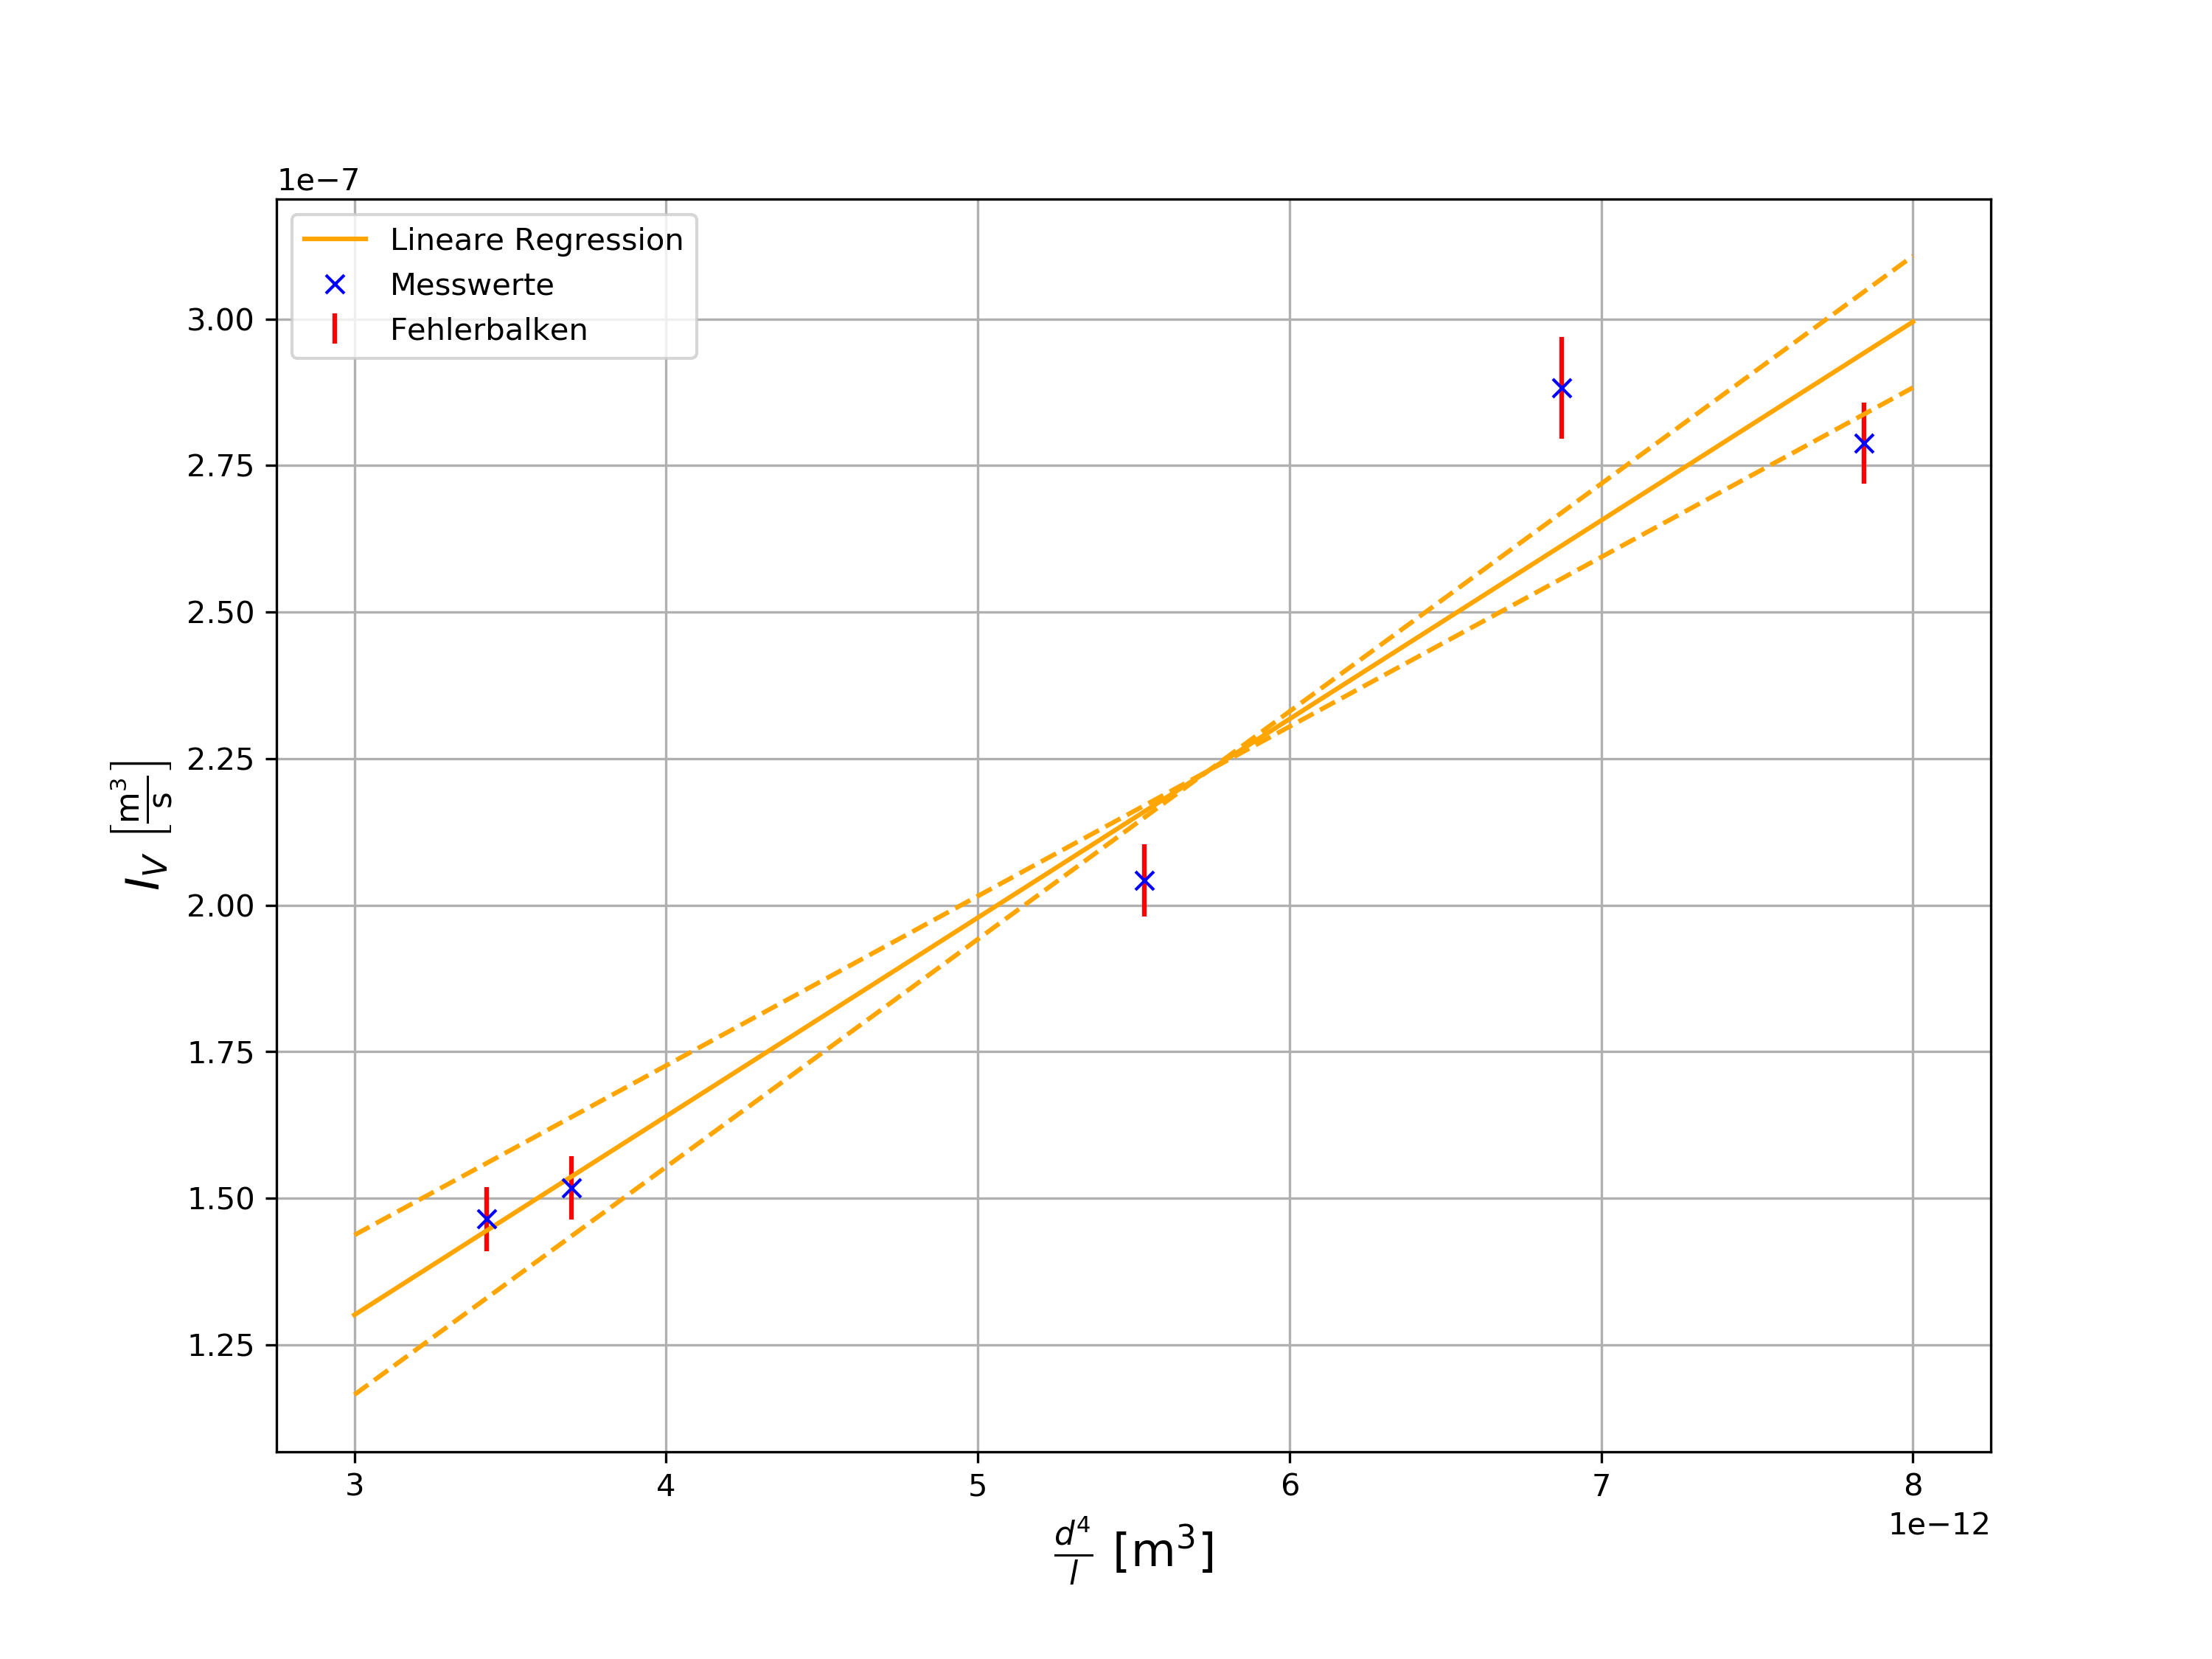 1e−7
Lineare Regression
Messwerte
Fehlerbalken
3.00
2.75
2.50
2.25
2.00
1.75
1.50
1.25
I_V [m³/s]
3 4 5 6 7 8
1e−12
d⁴/l [m³]